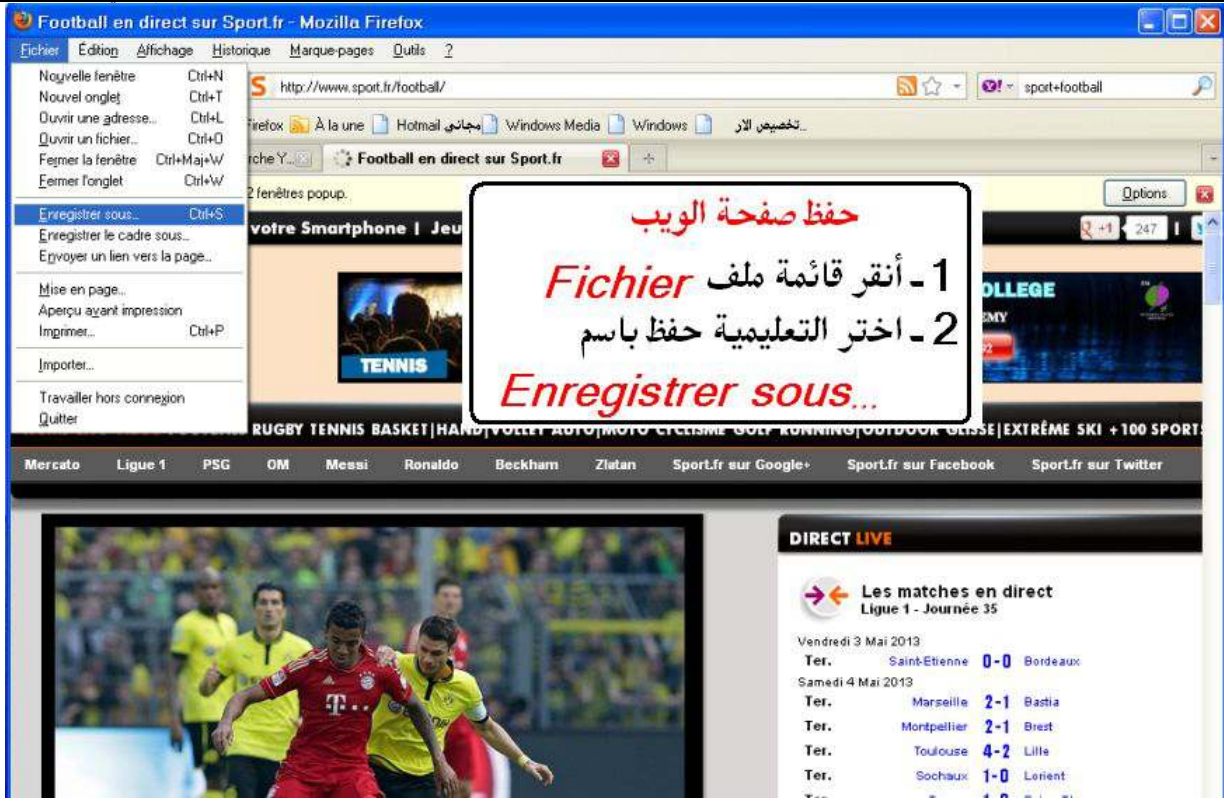 Football en direct sur Sport.fr - Mozilla Firefox
Fichier Édition Affichage Historique Marque-pages Outils ?
Nouvelle fenêtre Ctrl+N
Nouvel onglet Ctrl+T
Ouvrir une adresse... Ctrl+L
Ouvrir un fichier... Ctrl+O
Fermer la fenêtre Ctrl+Maj+W
Fermer l'onglet Ctrl+W
Enregistrer sous... Ctrl+S
Enregistrer le cadre sous...
Envoyer un lien vers la page...
Mise en page...
Aperçu avant impression
Imprimer... Ctrl+P
Importer...
Travailler hors connexion
Quitter
http://www.sport.fr/football/
sport+football
irefox À la une Hotmail مجاني Windows Media Windows تخصيص الار...
rche Y... Football en direct sur Sport.fr
2 fenêtres popup. Options
votre Smartphone | Jeu
+1 247
حفظ صفحة الويب
1 ـ أنقر قائمة ملف Fichier
2 ـ اختر التعليمية حفظ باسم
Enregistrer sous...
TENNIS
OLLEGE
EMY
92
RUGBY TENNIS BASKET|HAND|VOLLEY AUTO|MOTO CYCLISME GOLF RUNNING|OUTDOOR GLISSE|EXTRÊME SKI +100 SPORTS
Mercato Ligue 1 PSG OM Messi Ronaldo Beckham Zlatan Sport.fr sur Google+ Sport.fr sur Facebook Sport.fr sur Twitter
DIRECT LIVE
Les matches en direct
Ligue 1 - Journée 35
Vendredi 3 Mai 2013
Ter. Saint-Etienne 0-0 Bordeaux
Samedi 4 Mai 2013
Ter. Marseille 2-1 Bastia
Ter. Montpellier 2-1 Brest
Ter. Toulouse 4-2 Lille
Ter. Sochaux 1-0 Lorient